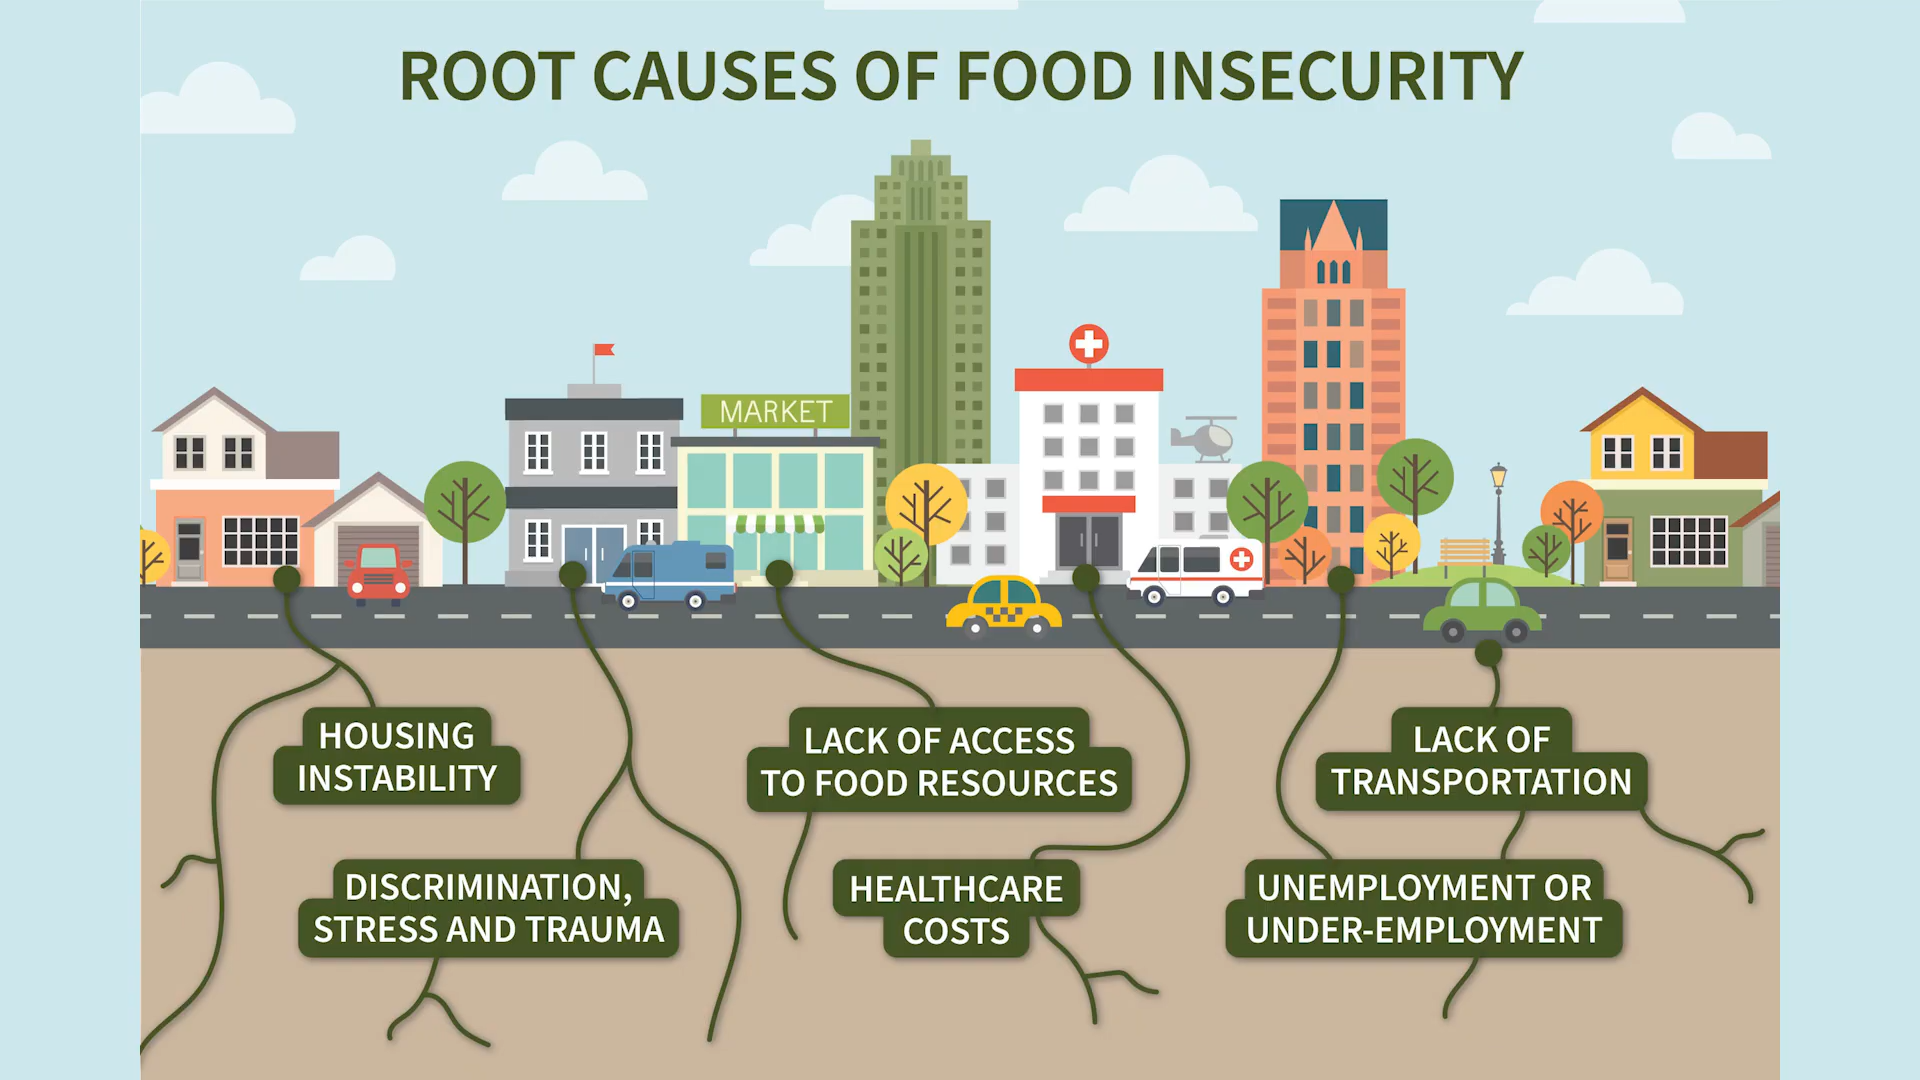 ROOT CAUSES OF FOOD INSECURITY
MARKET
HOUSING
INSTABILITY
LACK OF ACCESS
TO FOOD RESOURCES
LACK OF
TRANSPORTATION
DISCRIMINATION,
STRESS AND TRAUMA
HEALTHCARE
COSTS
UNEMPLOYMENT OR
UNDER-EMPLOYMENT